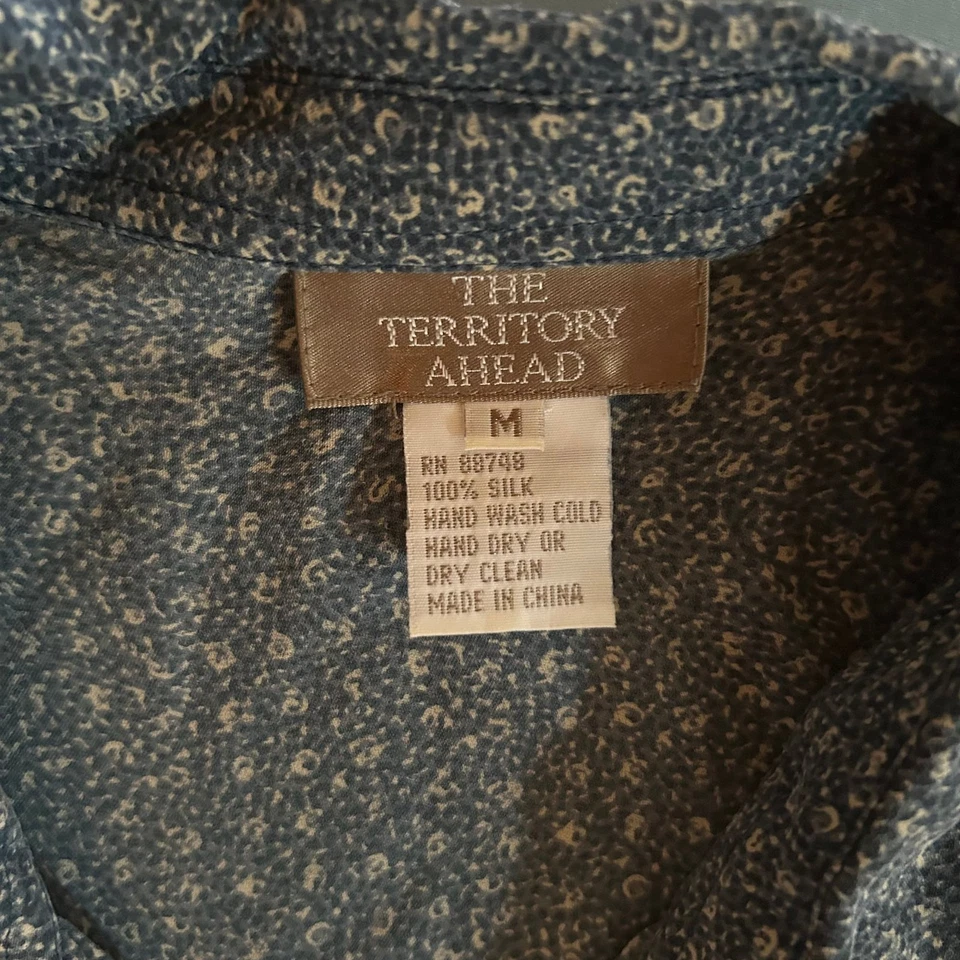 THE
TERRITORY
AHEAD
M
RN 88748
100% SILK
HAND WASH COLD
HAND DRY OR
DRY CLEAN
MADE IN CHINA